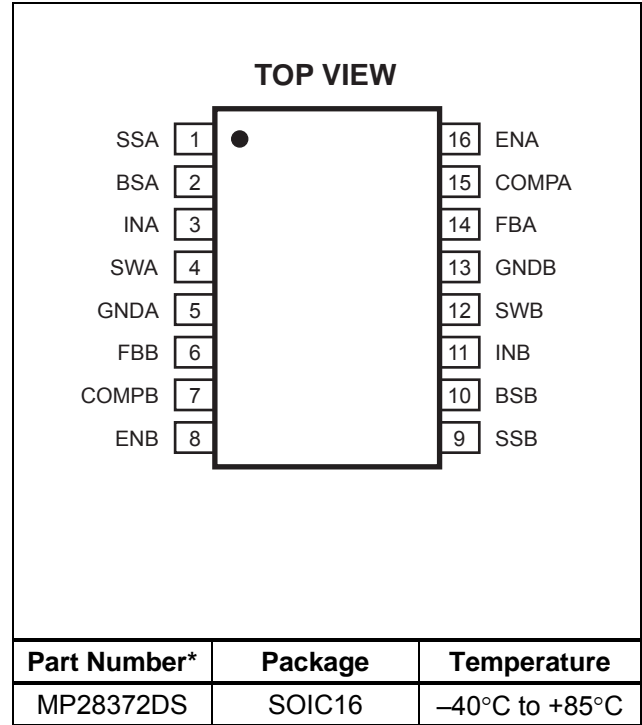 TOP VIEW
SSA 1 16 ENA
BSA 2 15 COMPA
INA 3 14 FBA
SWA 4 13 GNDB
GNDA 5 12 SWB
FBB 6 11 INB
COMPB 7 10 BSB
ENB 8 9 SSB
Part Number* Package Temperature
MP28372DS SOIC16 –40°C to +85°C